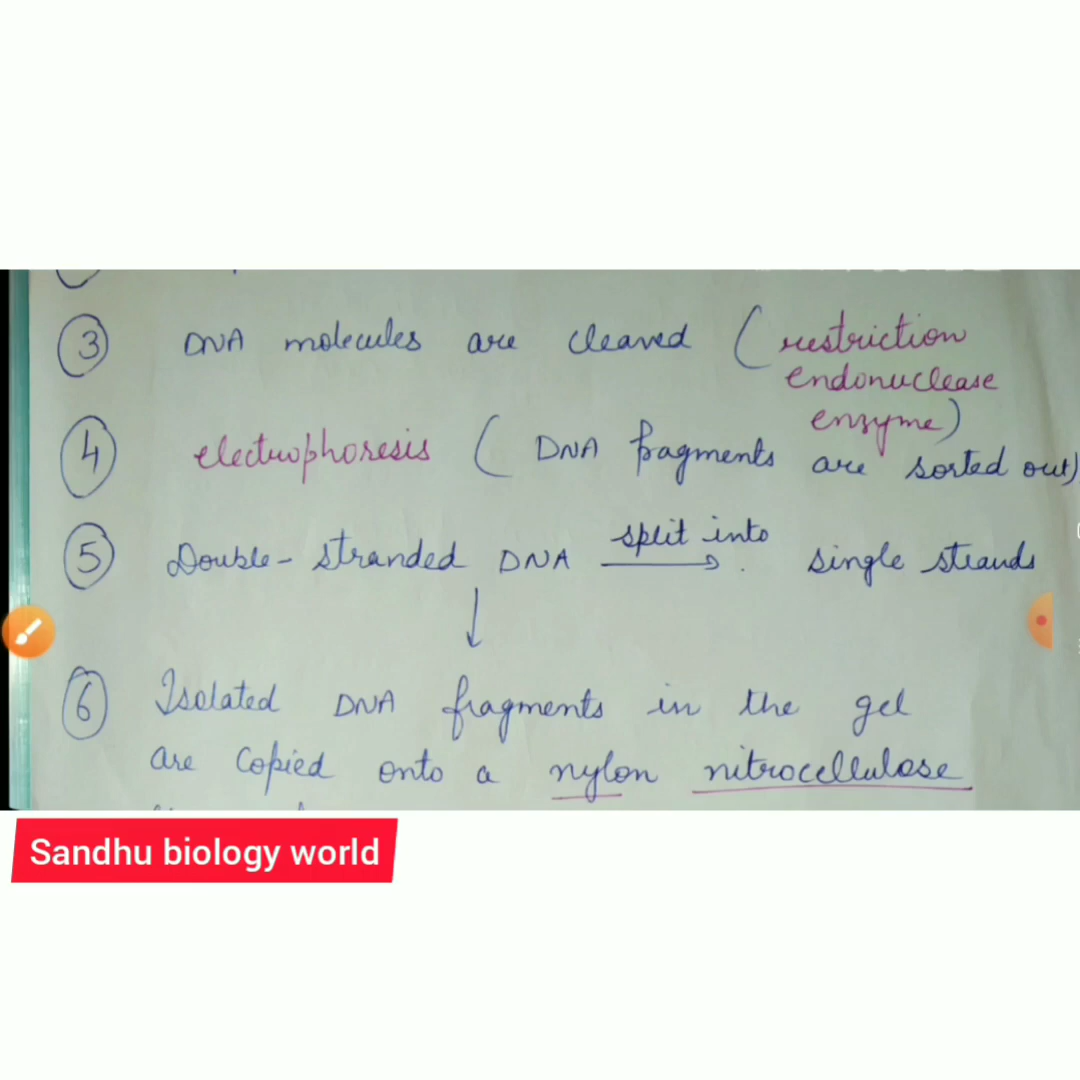 3 DNA molecules are cleaved (restriction
endonuclease
enzyme)
4 electrophoresis ( DNA fragments are sorted out)
5 Double-stranded DNA split into → single strands
↓
6 Isolated DNA fragments in the gel
are copied onto a nylon nitrocellulose
Sandhu biology world